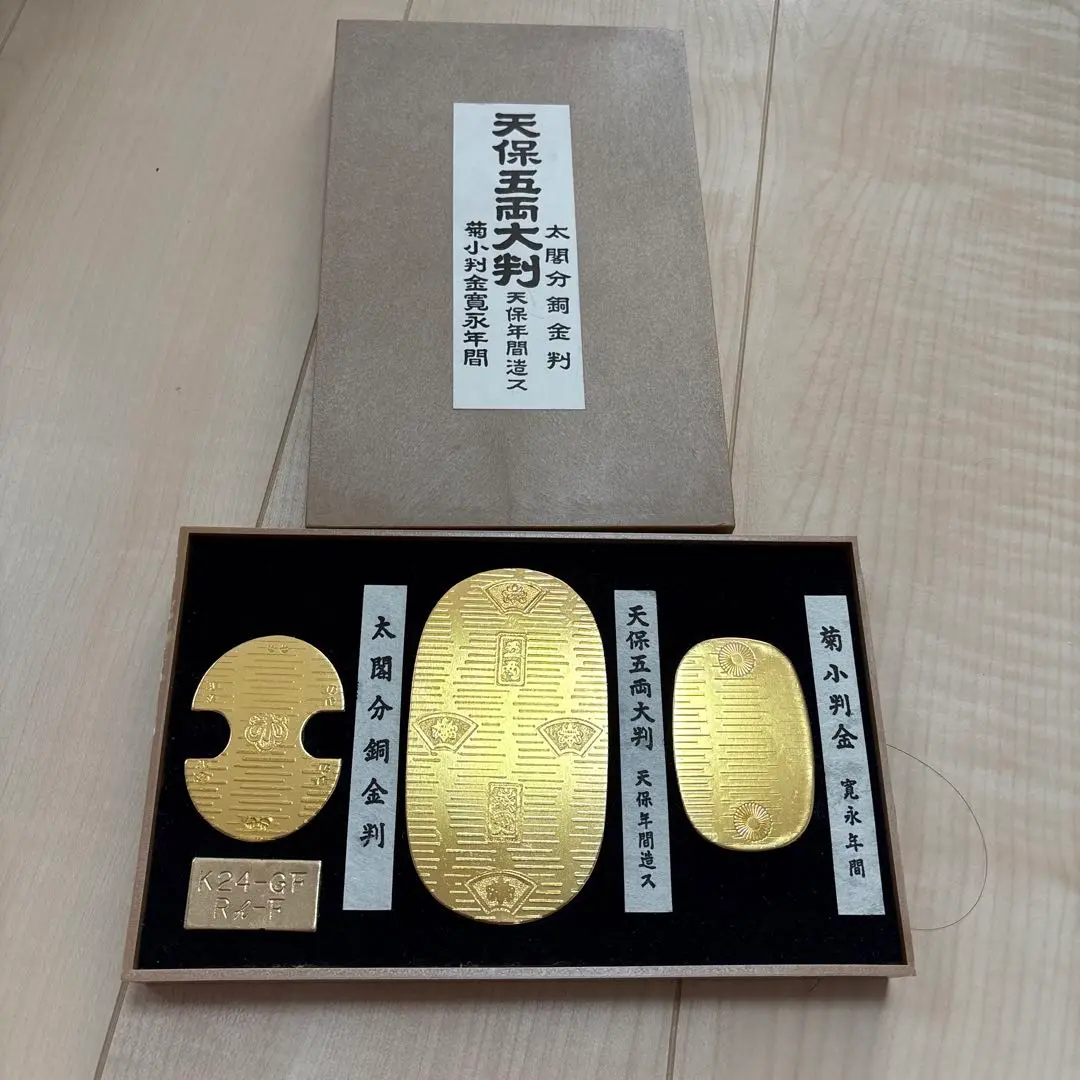 太閤分銅金判
天保五両大判 天保年間造ス
菊小判金寛永年間
菊小判金 寛永年間
天保五両大判 天保年間造ス
太閤分銅金判
K24-GF
Rℓ-F